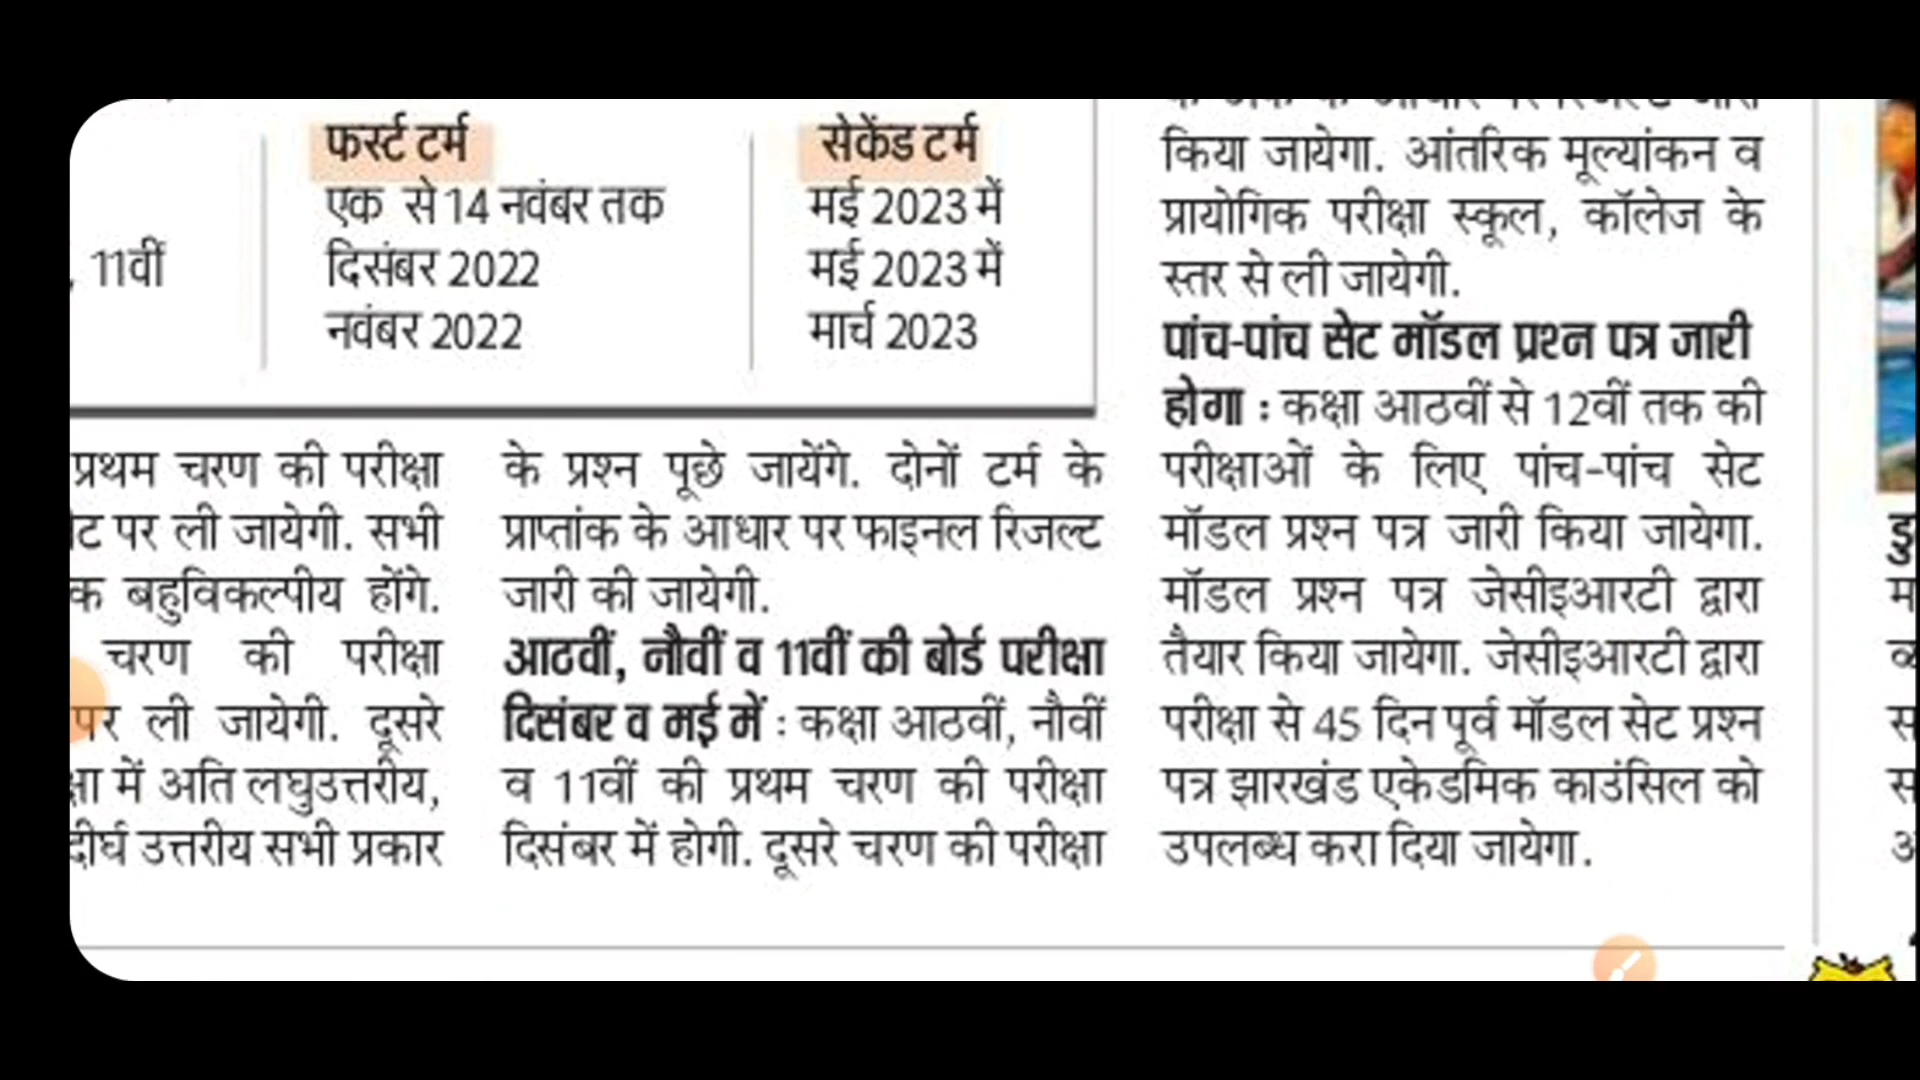 फर्स्ट टर्म
सेकेंड टर्म
एक से 14 नवंबर तक
मई 2023 में
, 11वीं
दिसंबर 2022
मई 2023 में
नवंबर 2022
मार्च 2023
प्रथम चरण की परीक्षा
पर ली जायेगी. सभी
बहुविकल्पीय होंगे.
चरण की परीक्षा
पर ली जायेगी. दूसरे
में अति लघुउत्तरीय,
दीर्घ उत्तरीय सभी प्रकार
के प्रश्न पूछे जायेंगे. दोनों टर्म के
प्राप्तांक के आधार पर फाइनल रिजल्ट
जारी की जायेगी.
आठवीं, नौवीं व 11वीं की बोर्ड परीक्षा
दिसंबर व मई में : कक्षा आठवीं, नौवीं
व 11वीं की प्रथम चरण की परीक्षा
दिसंबर में होगी. दूसरे चरण की परीक्षा
किया जायेगा. आंतरिक मूल्यांकन व
प्रायोगिक परीक्षा स्कूल, कॉलेज के
स्तर से ली जायेगी.
पांच-पांच सेट मॉडल प्रश्न पत्र जारी
होगा : कक्षा आठवीं से 12वीं तक की
परीक्षाओं के लिए पांच-पांच सेट
मॉडल प्रश्न पत्र जारी किया जायेगा.
मॉडल प्रश्न पत्र जेसीइआरटी द्वारा
तैयार किया जायेगा. जेसीइआरटी द्वारा
परीक्षा से 45 दिन पूर्व मॉडल सेट प्रश्न
पत्र झारखंड एकेडमिक काउंसिल को
उपलब्ध करा दिया जायेगा.